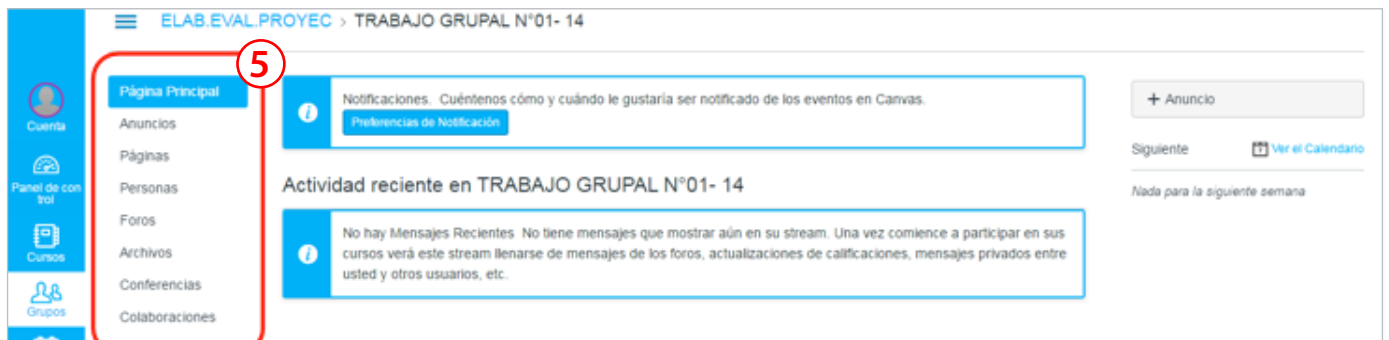 ELAB.EVAL.PROYEC > TRABAJO GRUPAL N°01- 14
5
Cuenta
Panel de con
trol
Cursos
Grupos
Página Principal
Anuncios
Páginas
Personas
Foros
Archivos
Conferencias
Colaboraciones
Notificaciones. Cuéntenos cómo y cuándo le gustaría ser notificado de los eventos en Canvas.
Preferencias de Notificación
Actividad reciente en TRABAJO GRUPAL N°01- 14
No hay Mensajes Recientes No tiene mensajes que mostrar aún en su stream. Una vez comience a participar en sus
cursos verá este stream llenarse de mensajes de los foros, actualizaciones de calificaciones, mensajes privados entre
usted y otros usuarios, etc.
+ Anuncio
Siguiente
Ver el Calendario
Nada para la siguiente semana